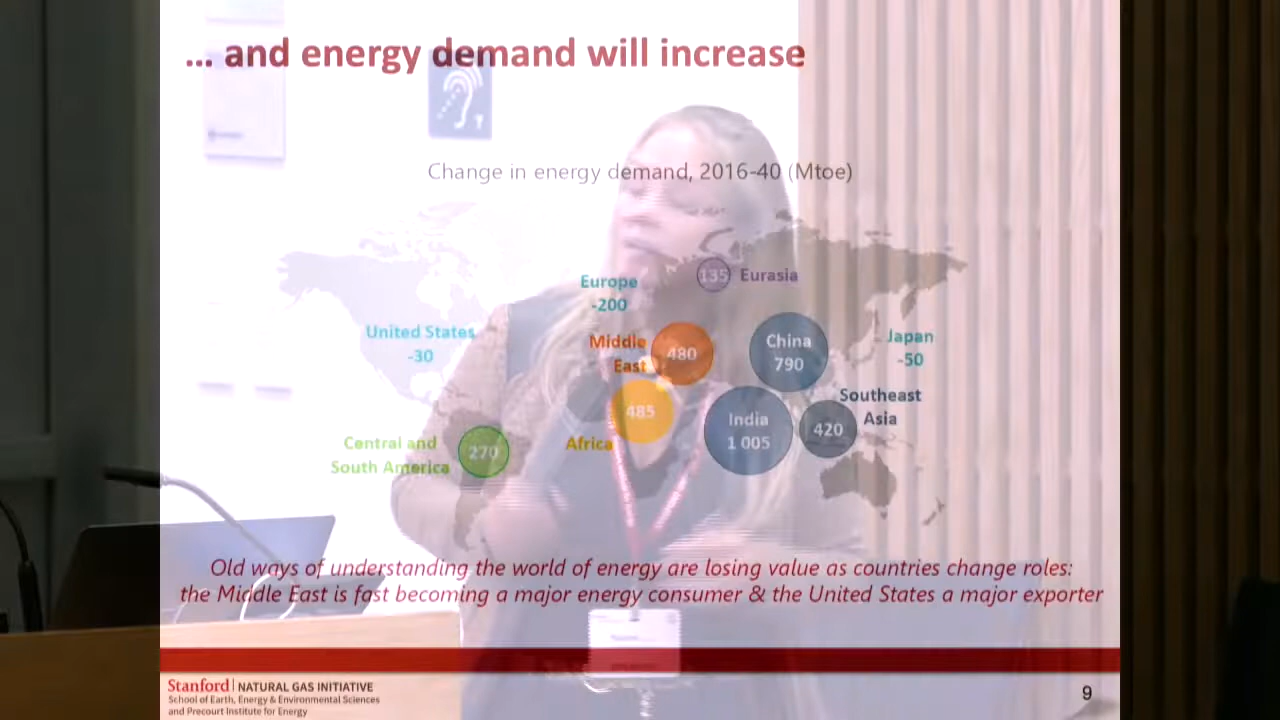 ... and energy demand will increase
Change in energy demand, 2016-40 (Mtoe)
135 Eurasia
Europe
-200
United States
-30
Middle
East
480
China
790
Japan
-50
Southeast
Asia
485
India
1 005
420
Africa
Central and
South America
270
Old ways of understanding the world of energy are losing value as countries change roles:
the Middle East is fast becoming a major energy consumer & the United States a major exporter
Stanford NATURAL GAS INITIATIVE
School of Earth, Energy & Environmental Sciences
and Precourt Institute for Energy
9